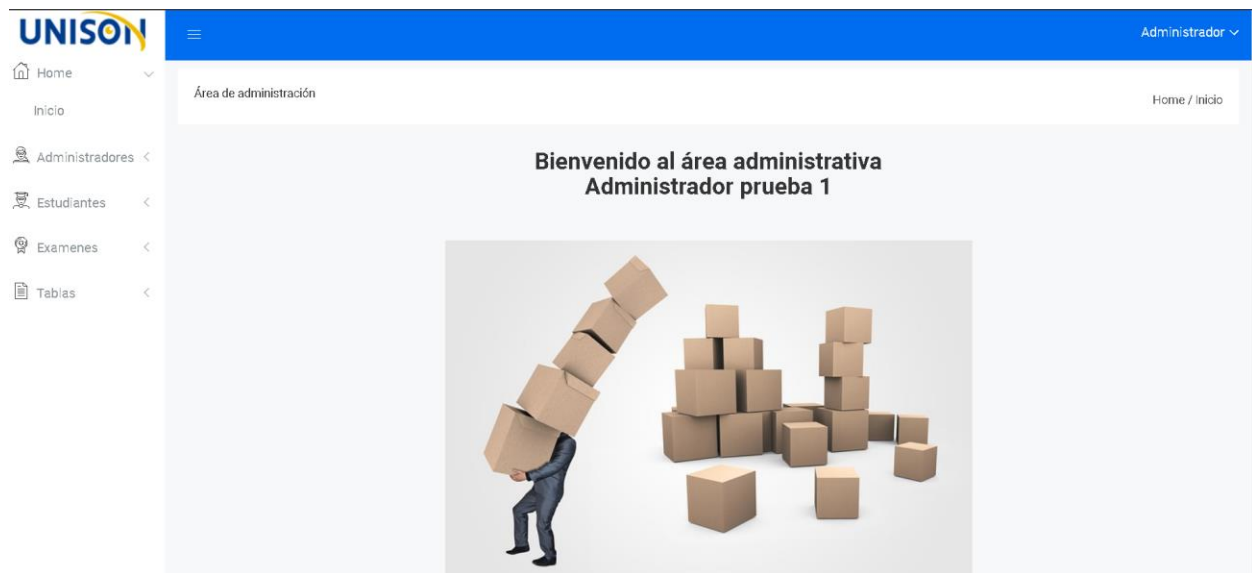 UNISON
Administrador
Home
Inicio
Administradores
Estudiantes
Examenes
Tablas
Área de administración
Home / Inicio
Bienvenido al área administrativa
Administrador prueba 1